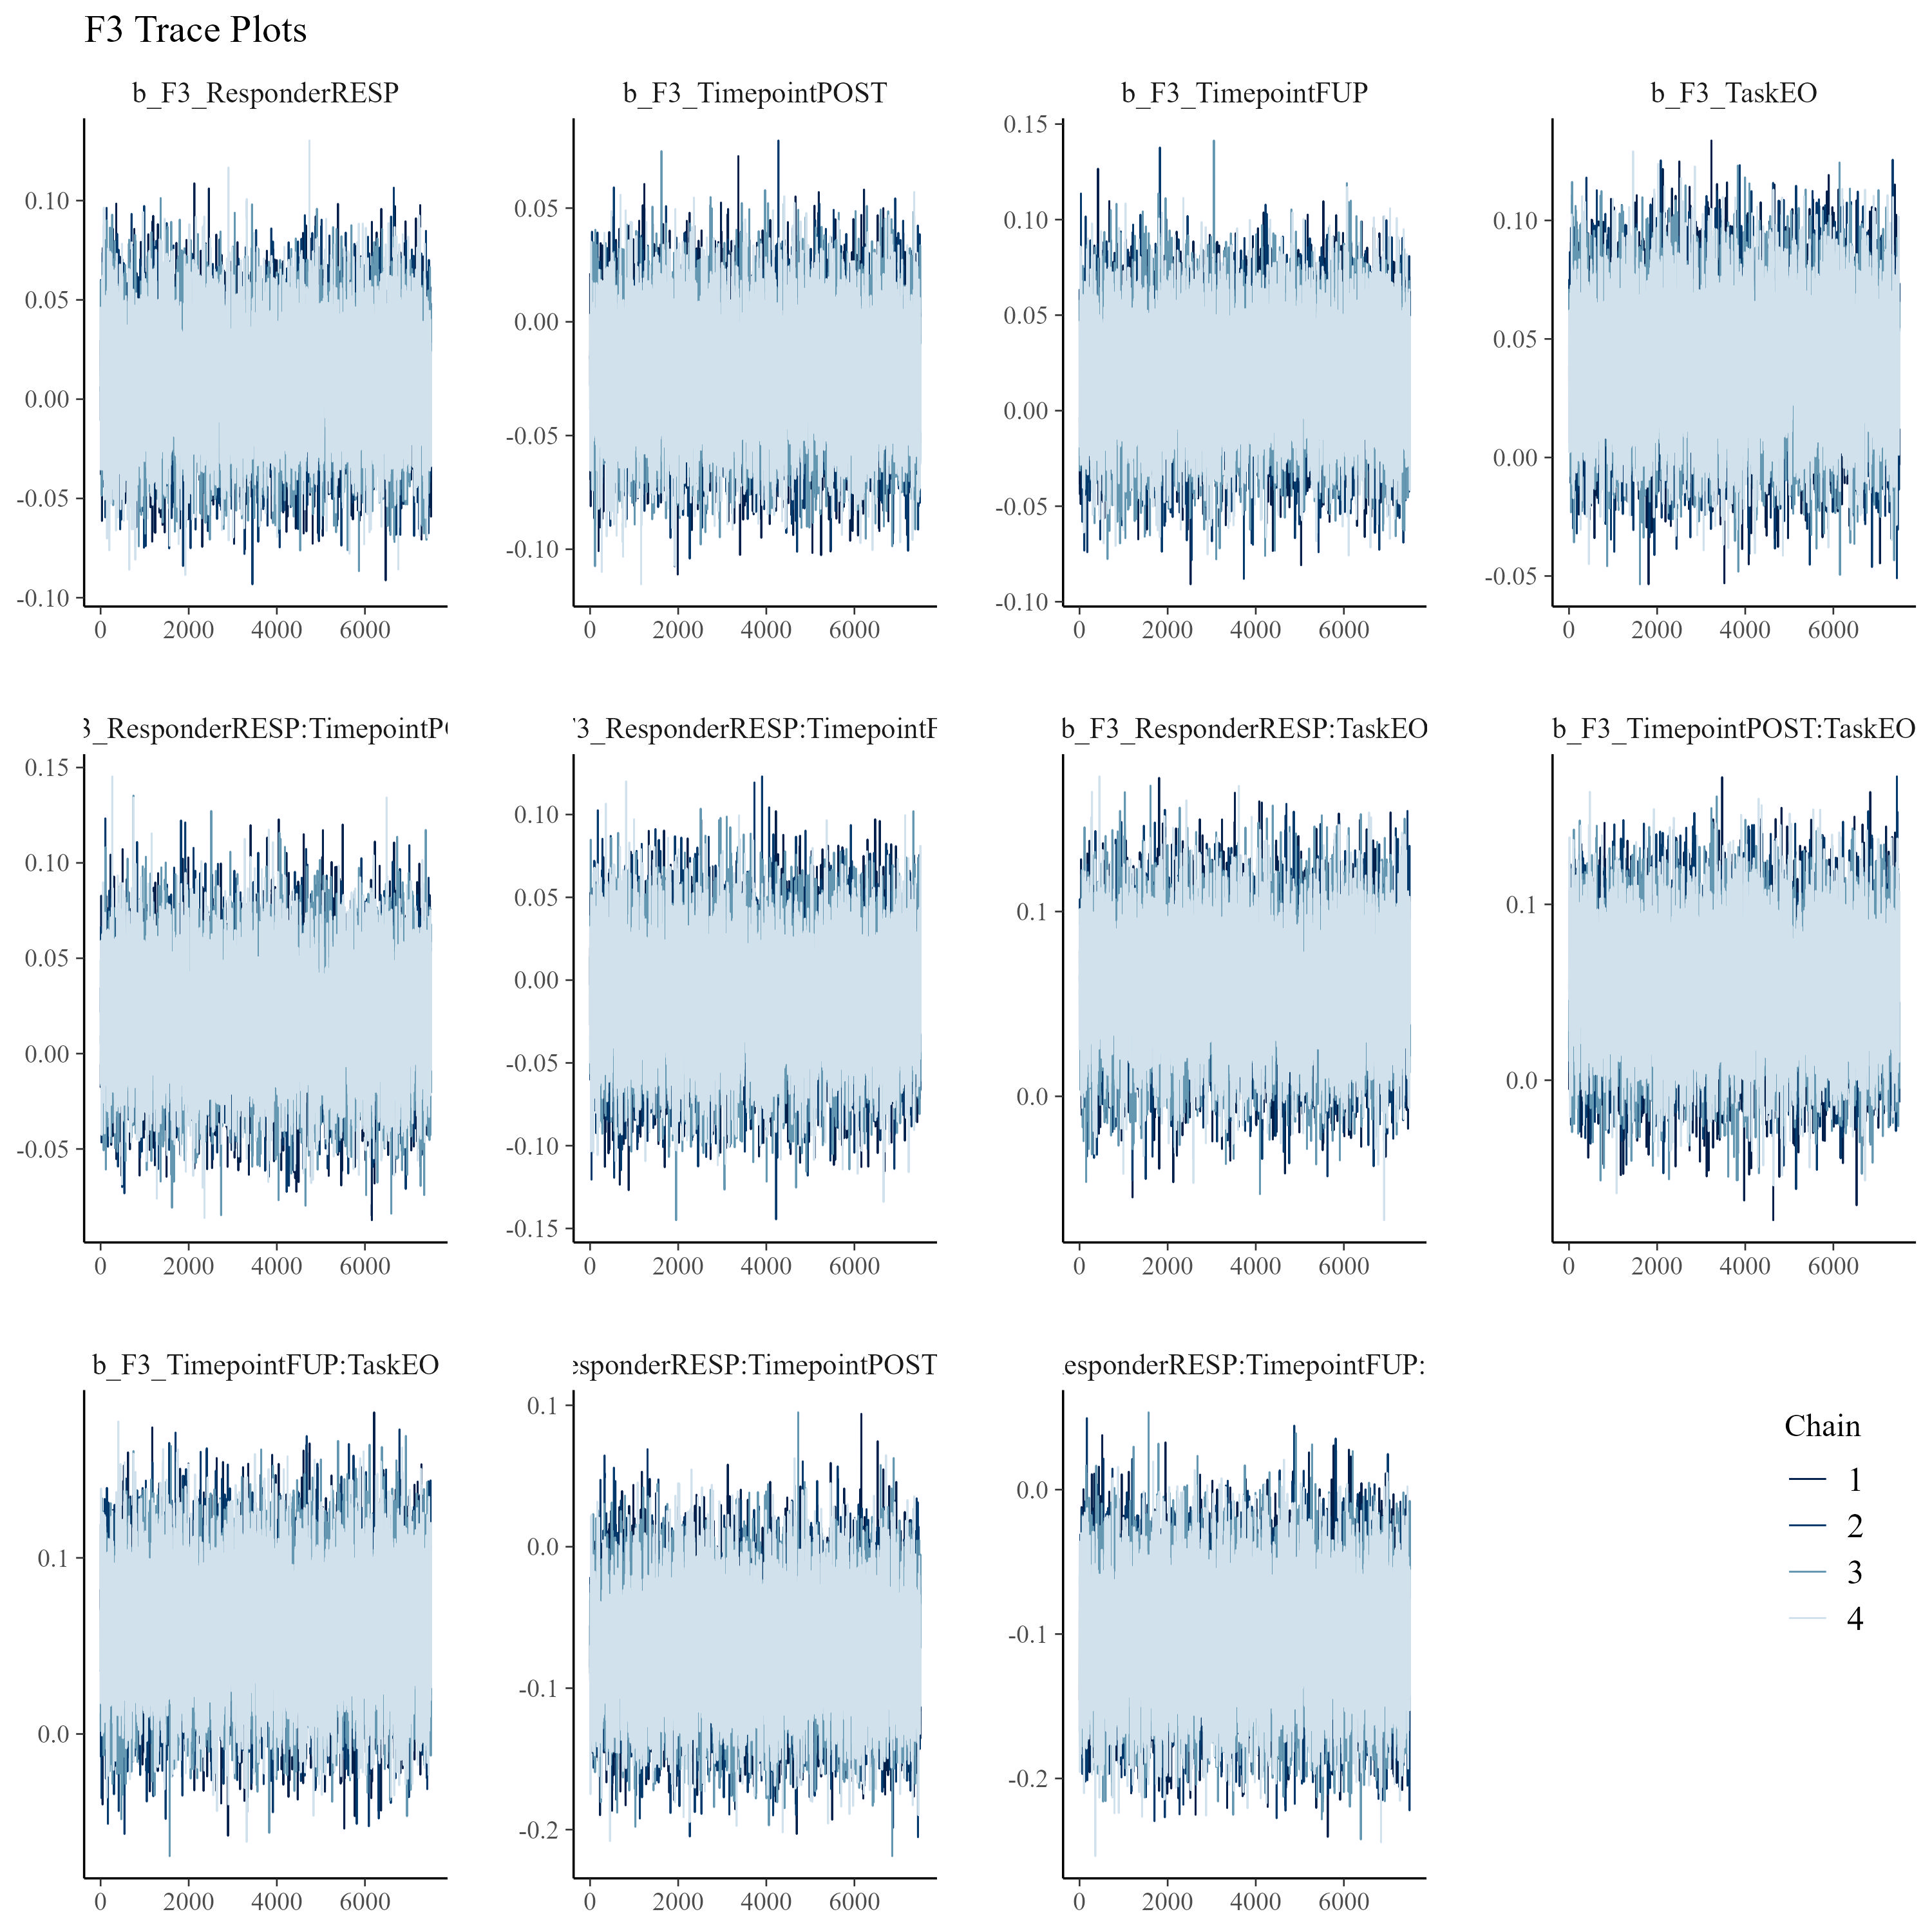 F3 Trace Plots
b_F3_ResponderRESP
b_F3_TimepointPOST
b_F3_TimepointFUP
b_F3_TaskEO
0.10
0.05
0.00
-0.05
-0.10
0 2000 4000 6000
0.05
0.00
-0.05
-0.10
0 2000 4000 6000
0.15
0.10
0.05
0.00
-0.05
-0.10
0 2000 4000 6000
0.10
0.05
0.00
-0.05
0 2000 4000 6000
3_ResponderRESP:TimepointPO
F3_ResponderRESP:TimepointF
b_F3_ResponderRESP:TaskEO
b_F3_TimepointPOST:TaskEO
0.15
0.10
0.05
0.00
-0.05
0 2000 4000 6000
0.10
0.05
0.00
-0.05
-0.10
-0.15
0 2000 4000 6000
0.1
0.0
0 2000 4000 6000
0.1
0.0
0 2000 4000 6000
b_F3_TimepointFUP:TaskEO
esponderRESP:TimepointPOST
esponderRESP:TimepointFUP:
0.1
0.0
0 2000 4000 6000
0.1
0.0
-0.1
-0.2
0 2000 4000 6000
0.0
-0.1
-0.2
0 2000 4000 6000
Chain
1
2
3
4